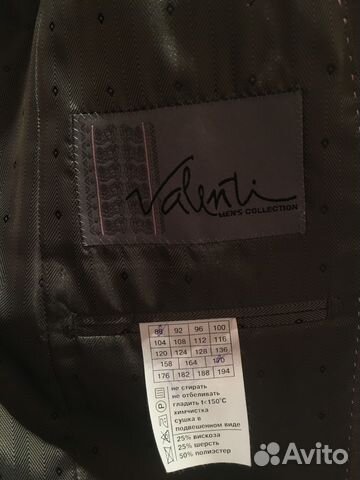 Valenti
MEN'S COLLECTION
88 92 96 100
104 108 112 116
120 124 128 136
158 164 170
176 182 188 194
не стирать
не отбеливать
гладить t<150°C
химчистка
сушка в
подвешенном виде
25% вискоза
25% шерсть
50% полиэстер
Avito